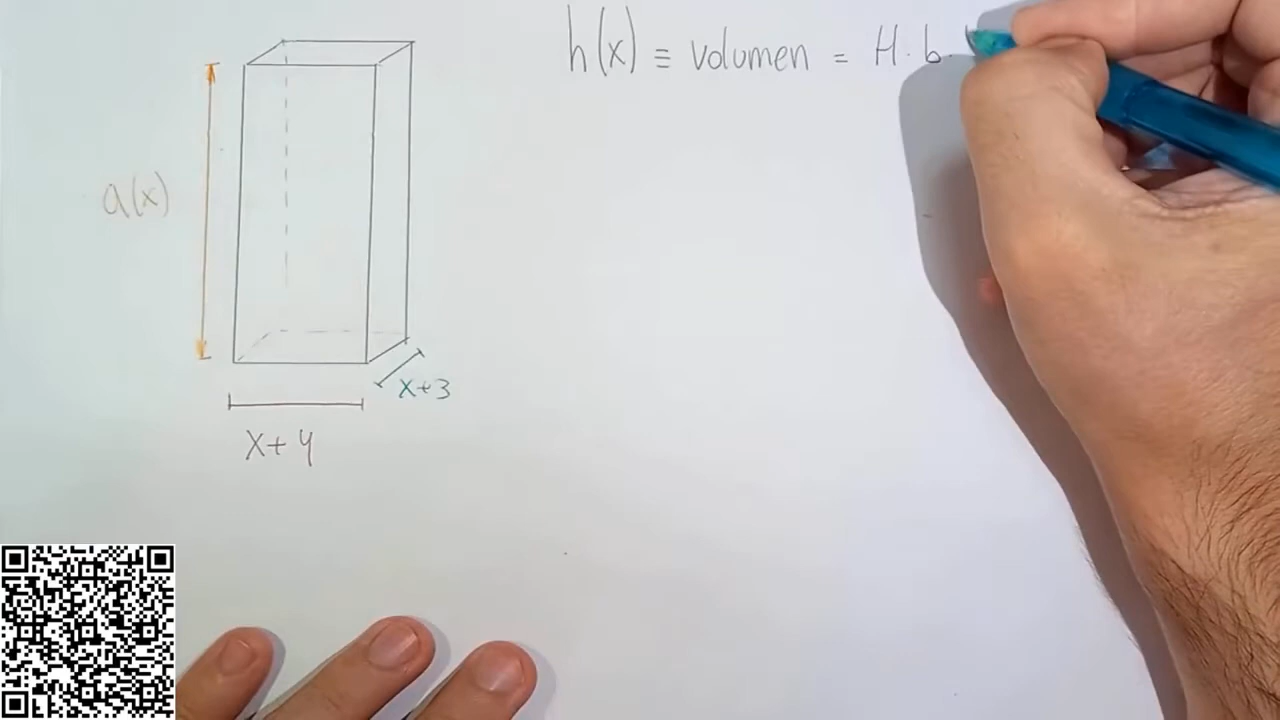 h(x) ≡ volumen = H. b.
a(x)
x+3
x+4